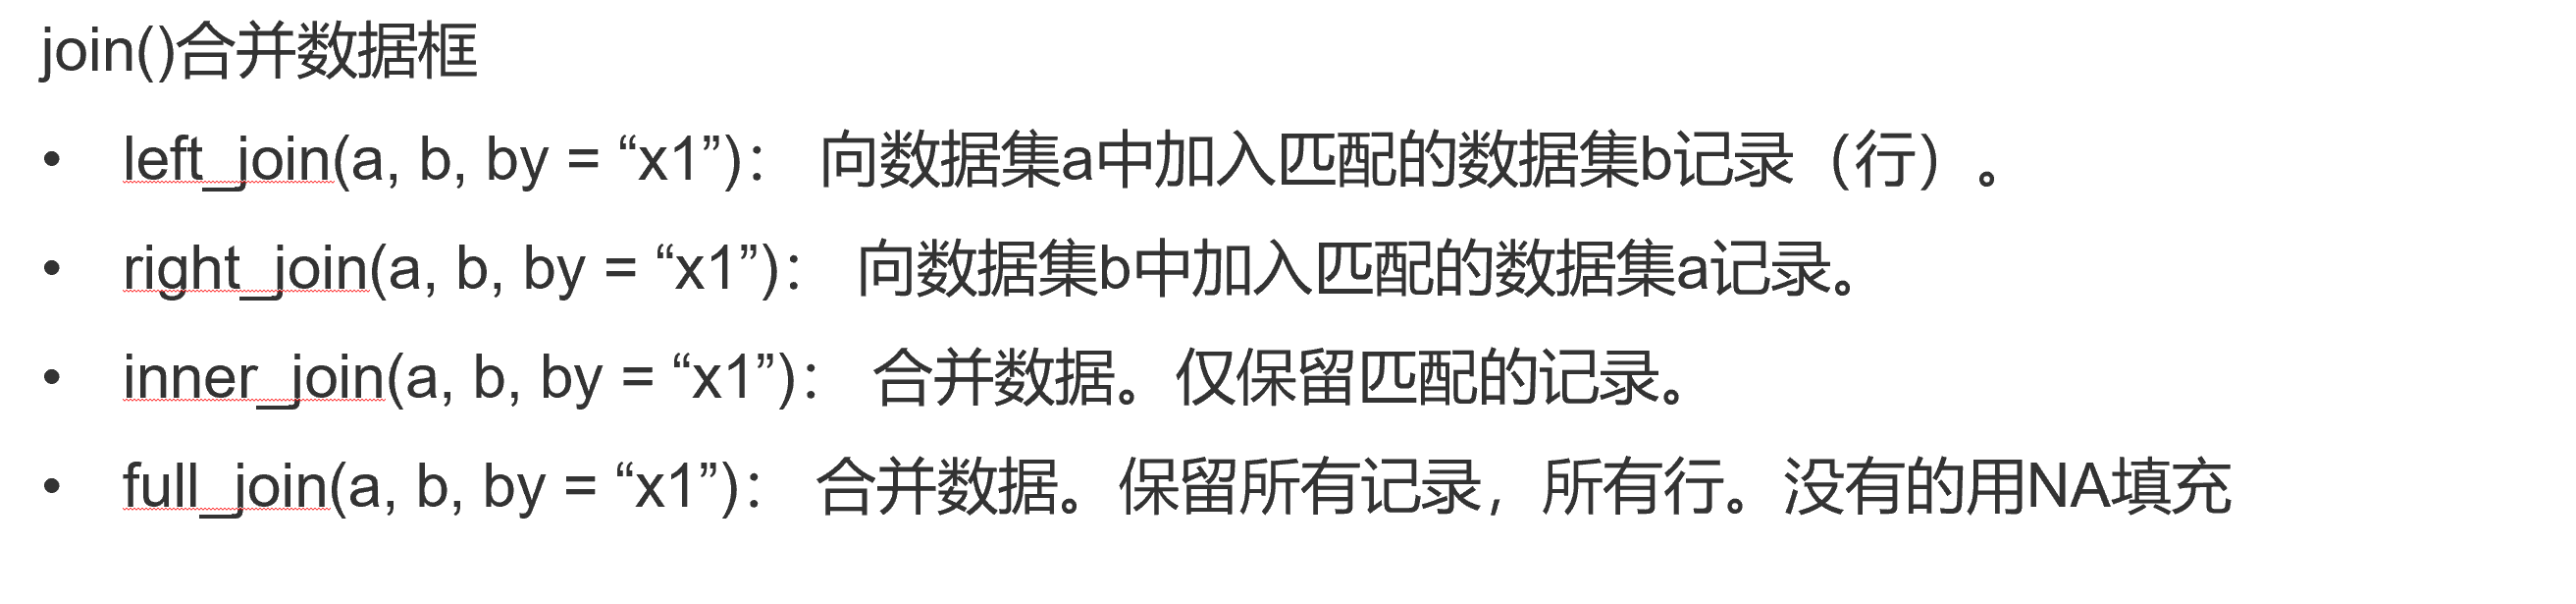 join()合并数据框
• left_join(a, b, by = “x1”)： 向数据集a中加入匹配的数据集b记录（行）。
• right_join(a, b, by = “x1”)： 向数据集b中加入匹配的数据集a记录。
• inner_join(a, b, by = “x1”)： 合并数据。仅保留匹配的记录。
• full_join(a, b, by = “x1”)： 合并数据。保留所有记录，所有行。没有的用NA填充